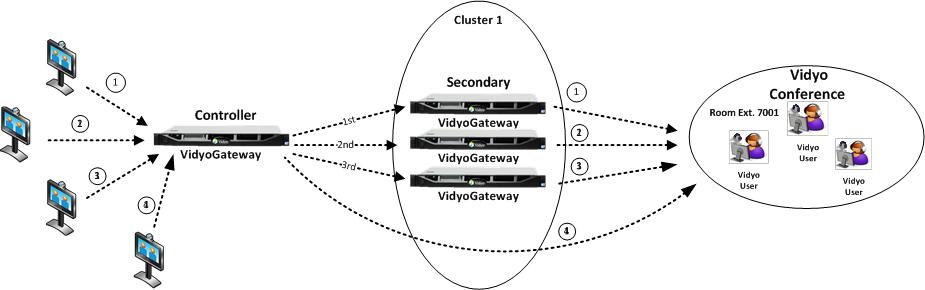 Cluster 1
1
2
3
4
Controller
VidyoGateway
1st
2nd
3rd
Secondary
VidyoGateway
VidyoGateway
VidyoGateway
1
2
3
4
Vidyo
Conference
Room Ext. 7001
Vidyo
User
Vidyo
User
Vidyo
User